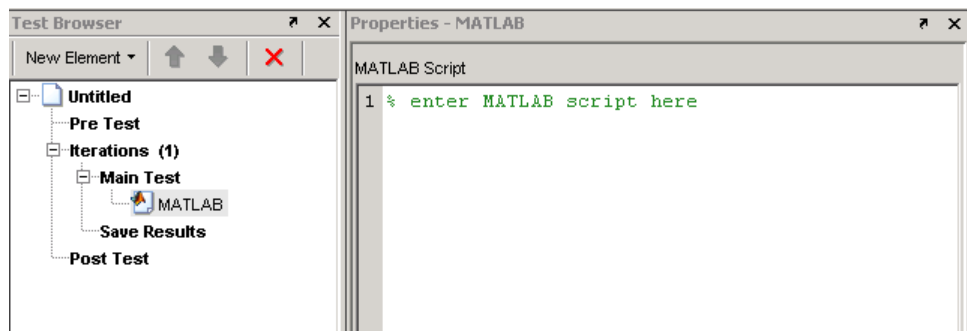 Test Browser
New Element
Untitled
Pre Test
Iterations (1)
Main Test
MATLAB
Save Results
Post Test
Properties - MATLAB
MATLAB Script
1 % enter MATLAB script here